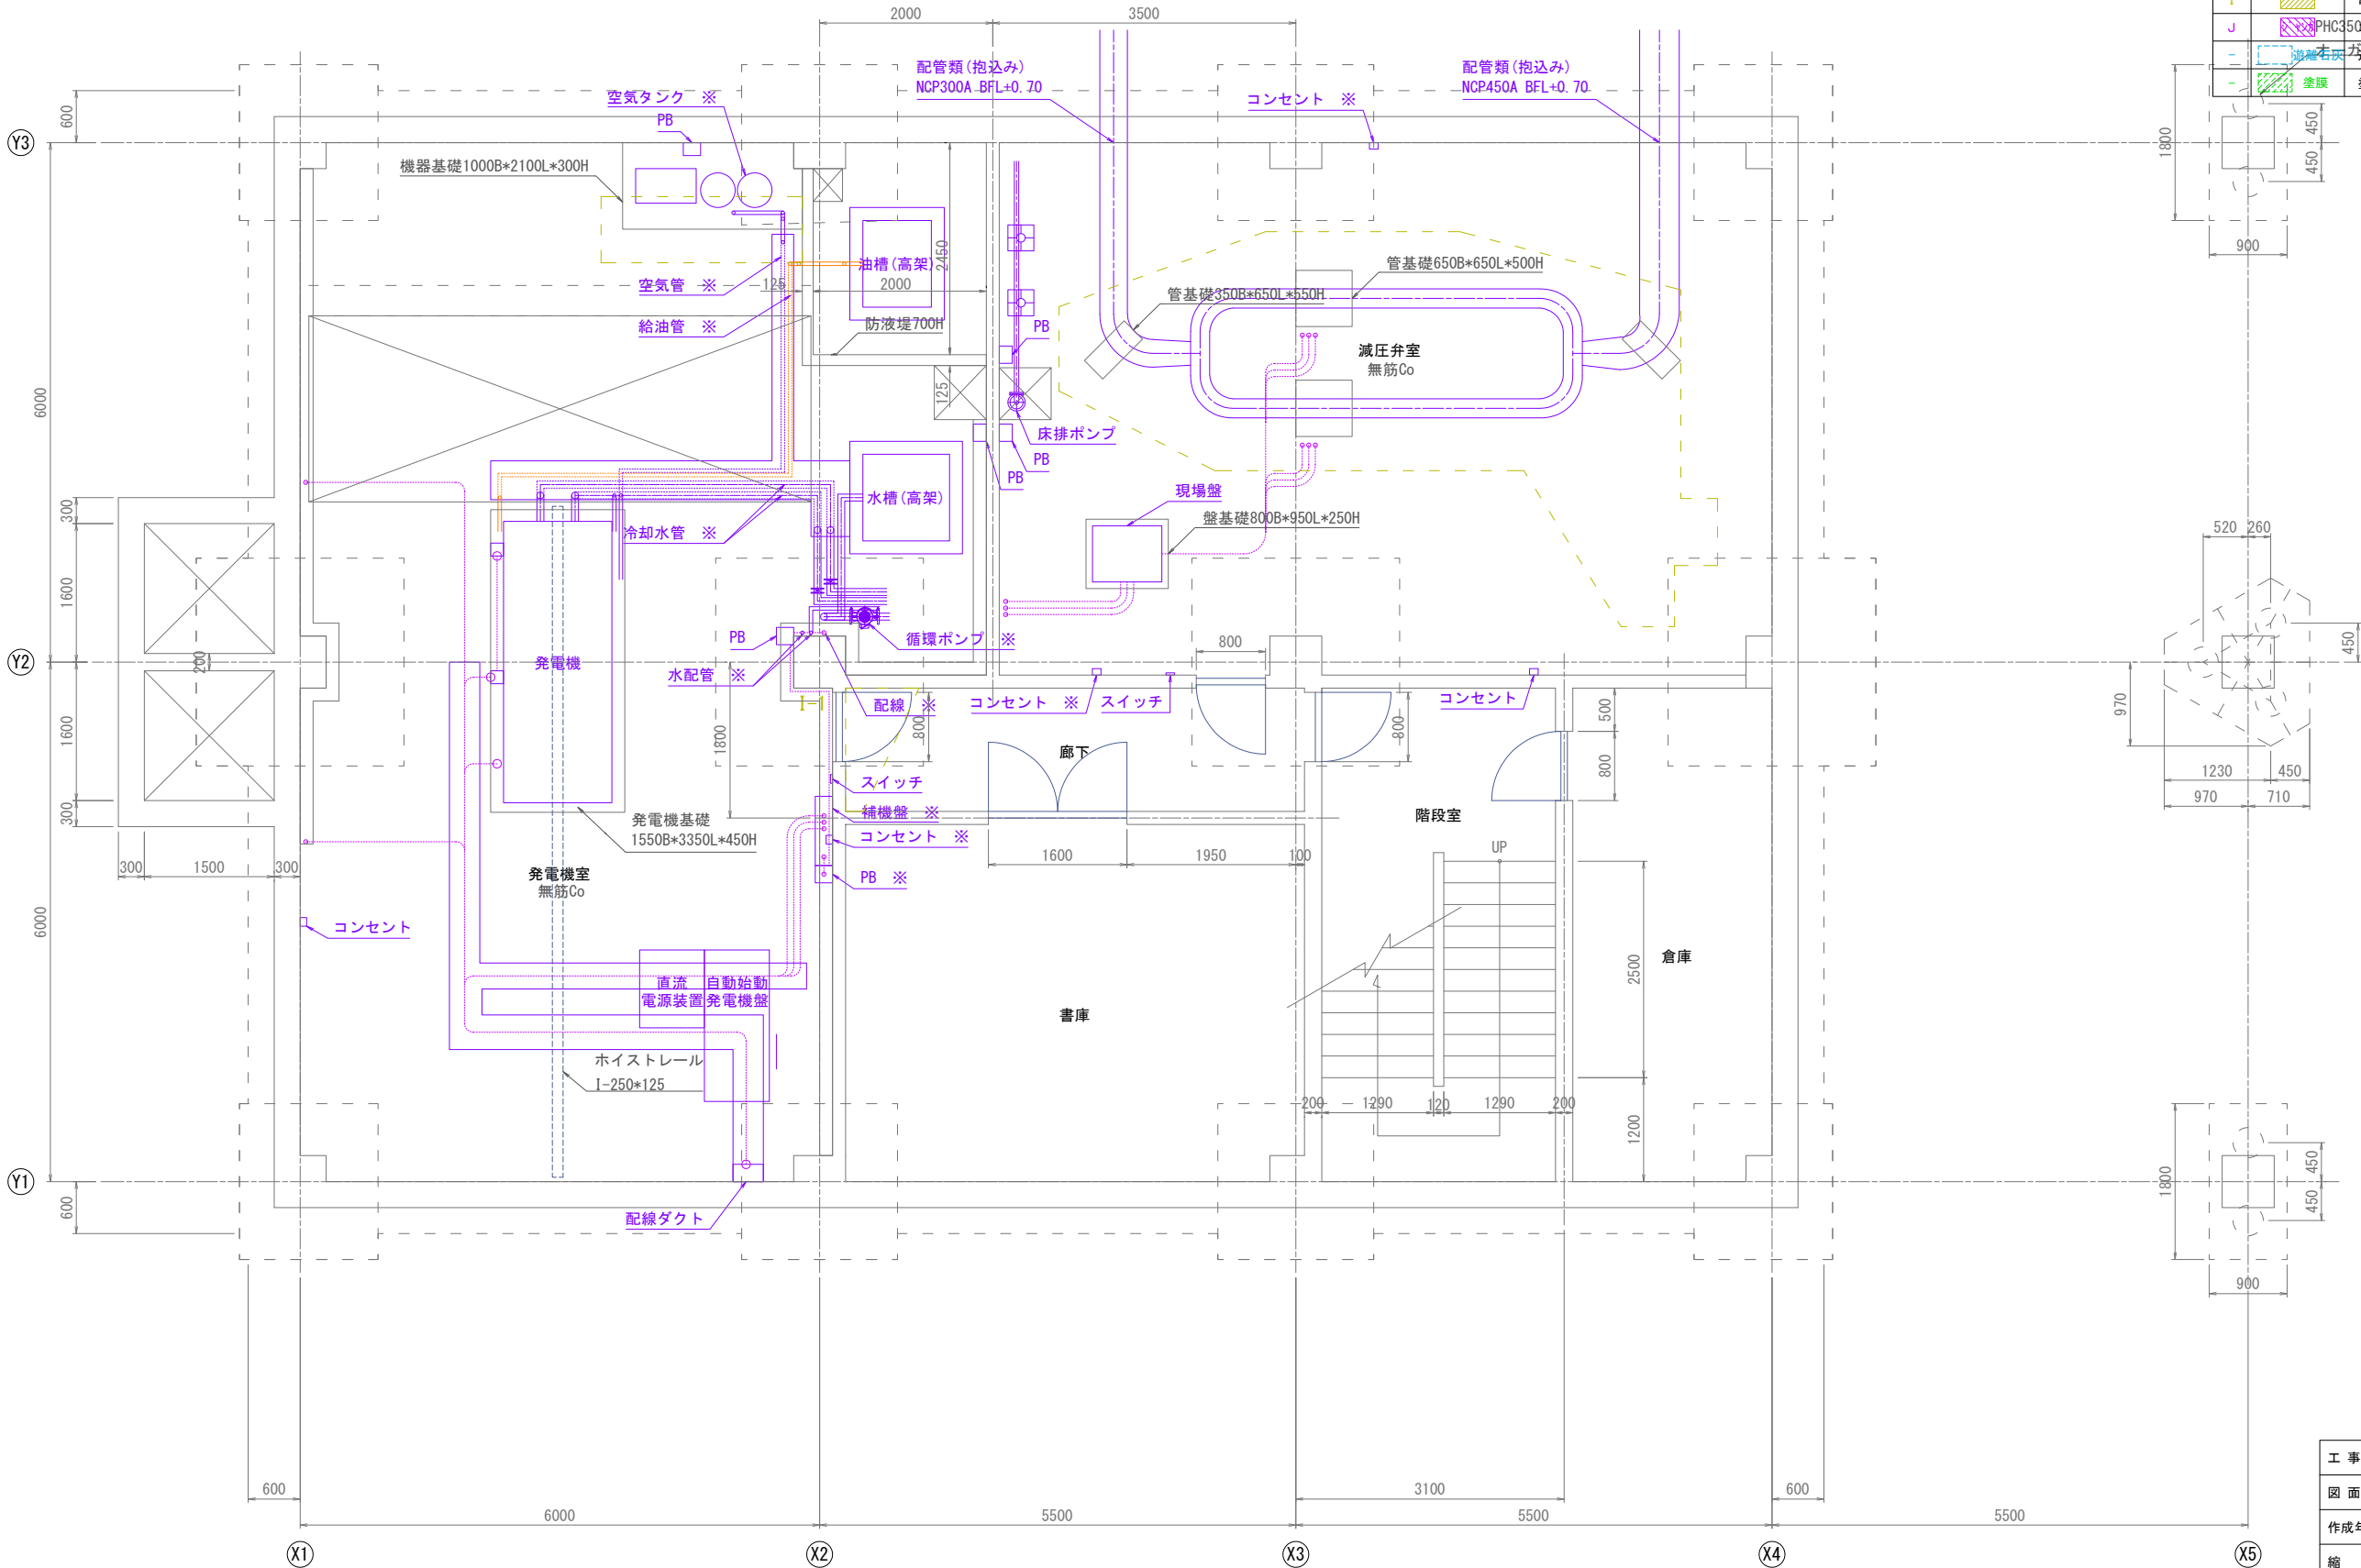 2000
3500
I
J
PHC350
遊離石灰
塗膜
600
空気タンク ※
PB
配管類(抱込み)
NCP300A BFL+0.70
コンセント ※
配管類(抱込み)
NCP450A BFL+0.70
1800
450
450
Y3
機器基礎1000B*2100L*300H
2450
油槽(高架)
900
空気管 ※
125
2000
管基礎650B*650L*500H
管基礎350B*650L*550H
給油管 ※
防液堤700H
PB
減圧弁室
無筋Co
6000
125
床排ポンプ
PB
PB
現場盤
水槽(高架)
300
冷却水管 ※
盤基礎800B*950L*250H
520
260
1600
450
PB
循環ポンプ ※
800
Y2
200
発電機
水配管 ※
I-1
配線 ※
コンセント ※
スイッチ
コンセント
970
500
1800
800
800
廊下
1600
800
スイッチ
1230
450
970
710
300
発電機基礎
1550B*3350L*450H
補機盤 ※
コンセント ※
階段室
UP
300
1500
300
発電機室
無筋Co
PB ※
1600
1950
100
6000
コンセント
直流
電源装置
自動始動
発電機盤
書庫
2500
倉庫
ホイストレール
I-250*125
200
1290
120
1290
200
1200
1800
450
450
Y1
600
配線ダクト
900
600
3100
600
6000
5500
5500
5500
X1
X2
X3
X4
X5
工 事
図 面
作成年
縮